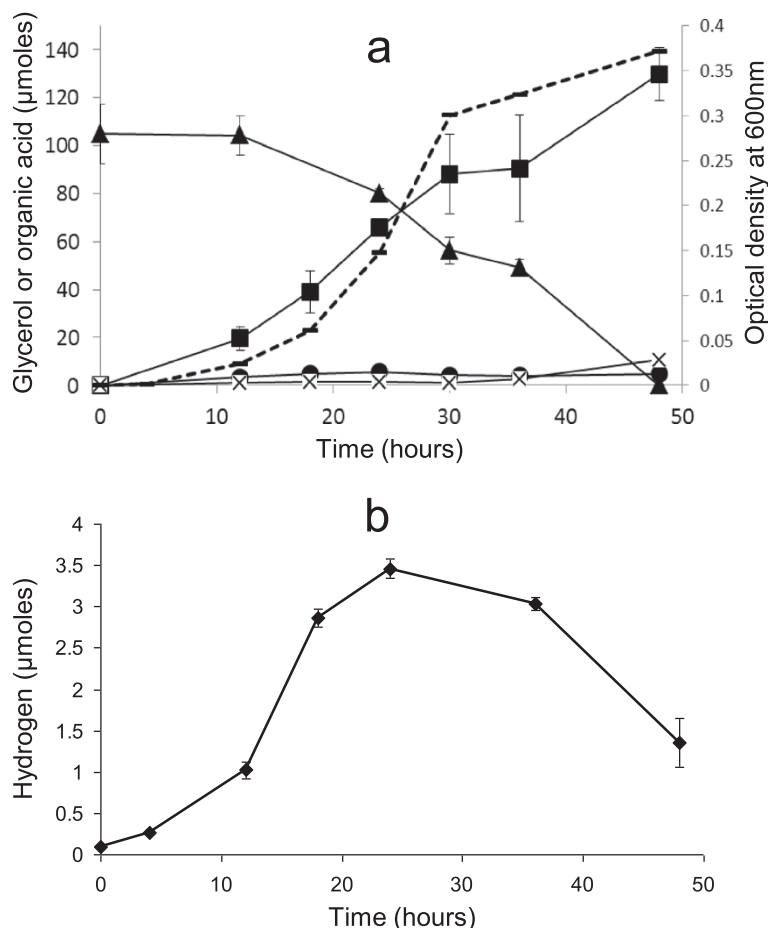 a
Glycerol or organic acid (μmoles)
140
120
100
80
60
40
20
0
0.4
0.35
0.3
0.25
0.2
0.15
0.1
0.05
0
Optical density at 600nm
0 10 20 30 40 50
Time (hours)
b
Hydrogen (μmoles)
4
3.5
3
2.5
2
1.5
1
0.5
0
0 10 20 30 40 50
Time (hours)